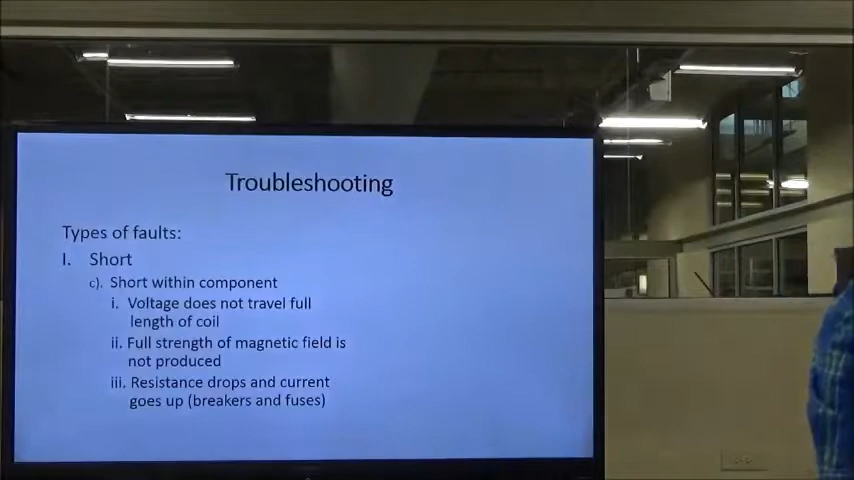 Troubleshooting
Types of faults:
I. Short
c). Short within component
i. Voltage does not travel full
length of coil
ii. Full strength of magnetic field is
not produced
iii. Resistance drops and current
goes up (breakers and fuses)